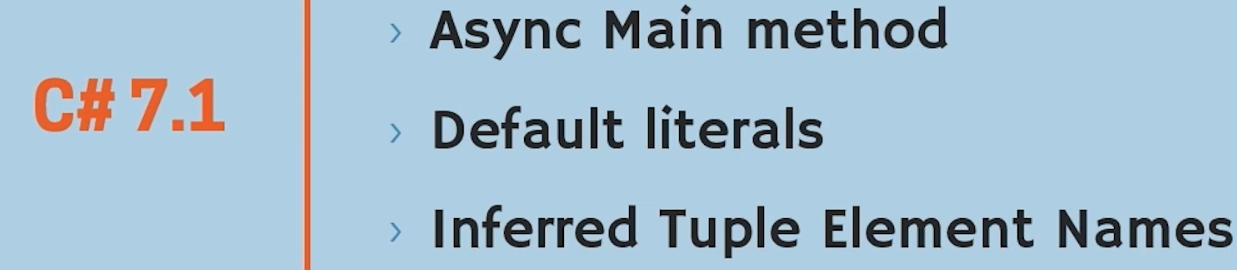 C# 7.1
› Async Main method
› Default literals
› Inferred Tuple Element Names